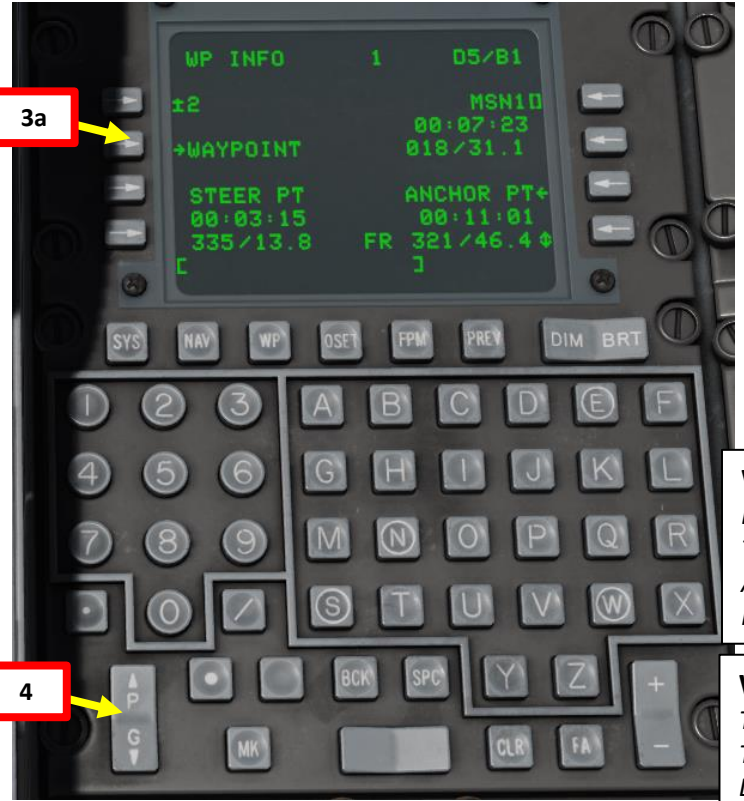 WP INFO 1 D5/B1
±2 MSN1
00:07:23
→WAYPOINT 018/31.1
STEER PT ANCHOR PT←
00:03:15 00:11:01
335/13.8 FR 321/46.4
[ ]
3a
SYS NAV WP OSET FPM PREV DIM BRT
1 2 3 A B C D E F
4 5 6 G H I J K L
7 8 9 M N O P Q R
• 0 / S T U V W X
4
P G BCK SPC Y Z + −
MK CLR FA